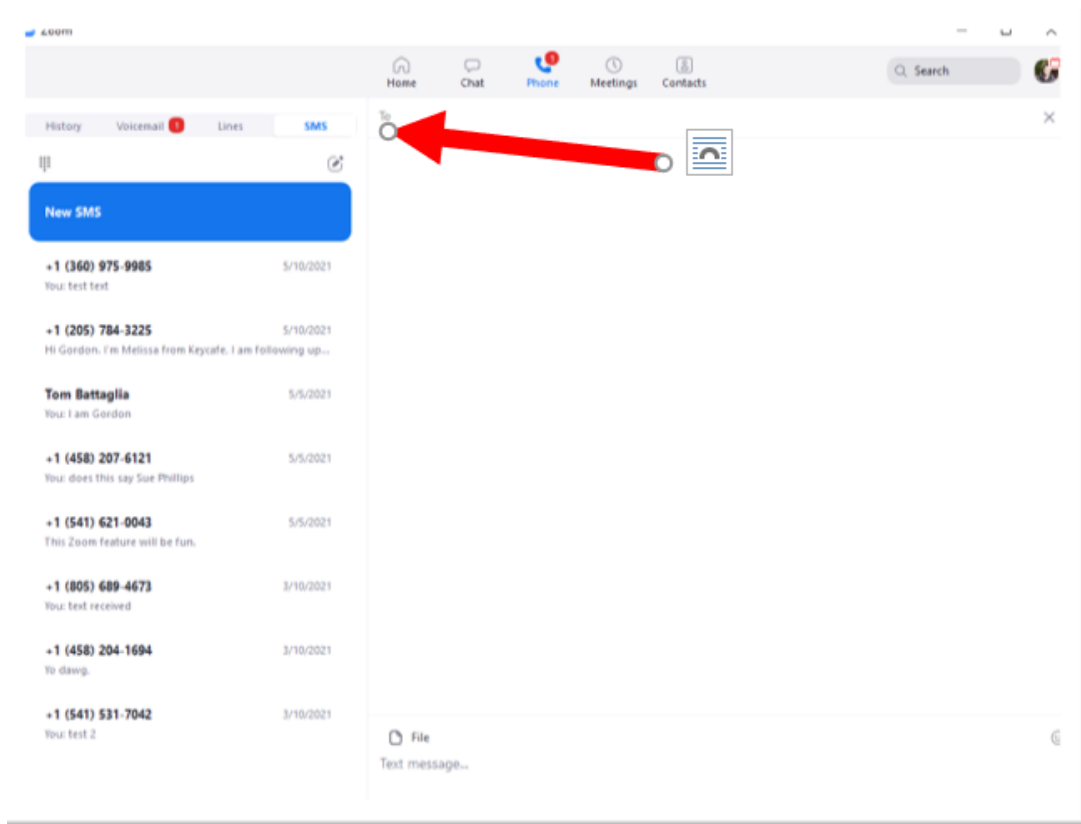 Zoom
Home Chat Phone Meetings Contacts
1
Search
History Voicemail 1 Lines SMS
To
New SMS
+1 (360) 975-9985 5/10/2021
You: test text
+1 (205) 784-3225 5/10/2021
Hi Gordon. I'm Melissa from Keycafe. I am following up...
Tom Battaglia 5/5/2021
You: I am Gordon
+1 (458) 207-6121 5/5/2021
You: does this say Sue Phillips
+1 (541) 621-0043 5/5/2021
This Zoom feature will be fun.
+1 (805) 689-4673 3/10/2021
You: text received
+1 (458) 204-1694 3/10/2021
Yo dawg.
+1 (541) 531-7042 3/10/2021
You: test 2
File
Text message...